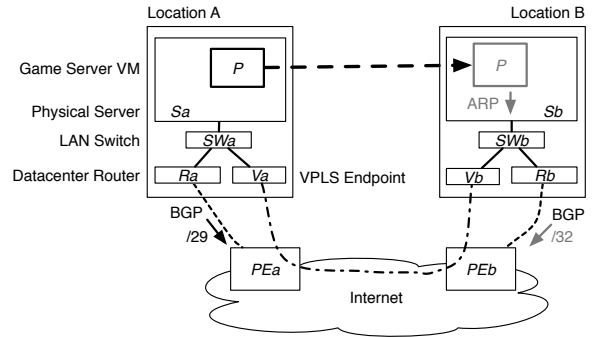 Location A Location B
Game Server VM P P
ARP
Physical Server Sa Sb
LAN Switch SWa SWb
Datacenter Router Ra Va VPLS Endpoint Vb Rb
BGP BGP
/29 /32
PEa PEb
Internet